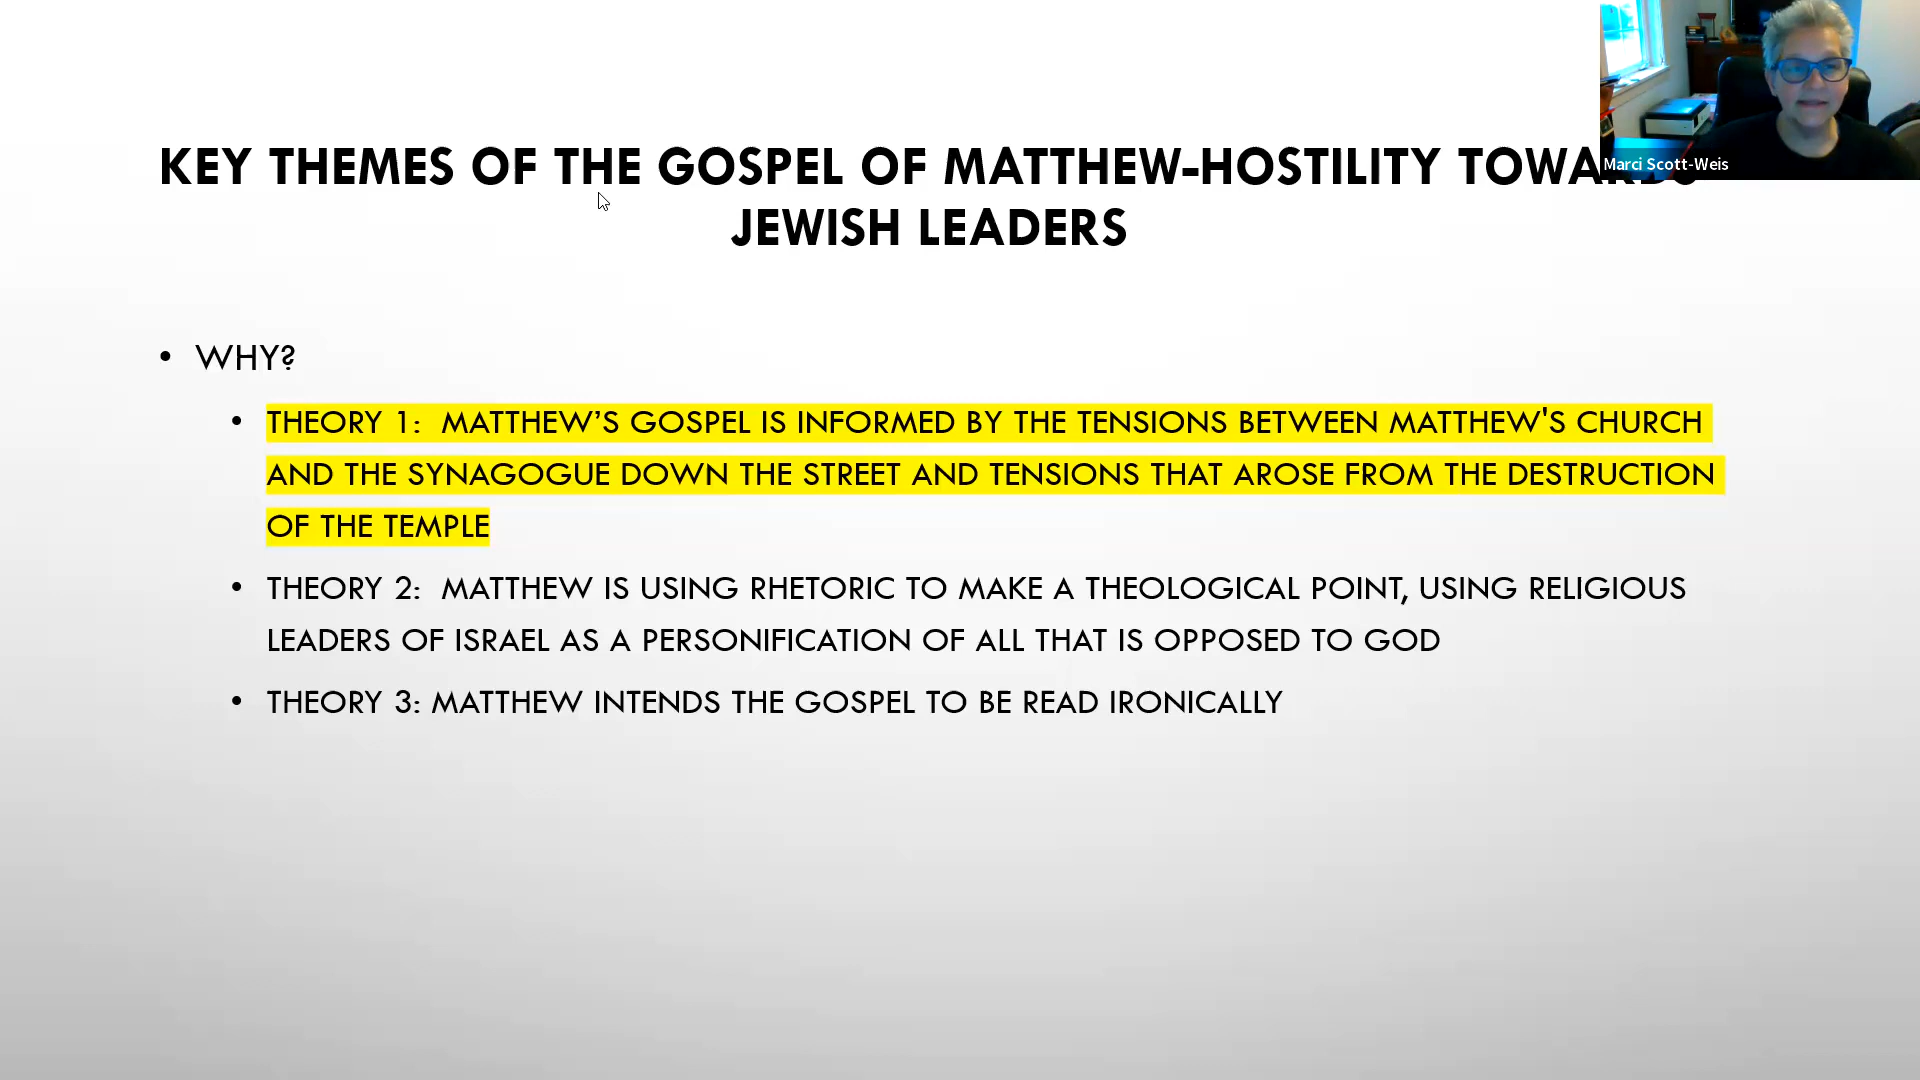 KEY THEMES OF THE GOSPEL OF MATTHEW-HOSTILITY TOWARDS
JEWISH LEADERS
Marci Scott-Weis
• WHY?
• THEORY 1: MATTHEW’S GOSPEL IS INFORMED BY THE TENSIONS BETWEEN MATTHEW'S CHURCH
AND THE SYNAGOGUE DOWN THE STREET AND TENSIONS THAT AROSE FROM THE DESTRUCTION
OF THE TEMPLE
• THEORY 2: MATTHEW IS USING RHETORIC TO MAKE A THEOLOGICAL POINT, USING RELIGIOUS
LEADERS OF ISRAEL AS A PERSONIFICATION OF ALL THAT IS OPPOSED TO GOD
• THEORY 3: MATTHEW INTENDS THE GOSPEL TO BE READ IRONICALLY